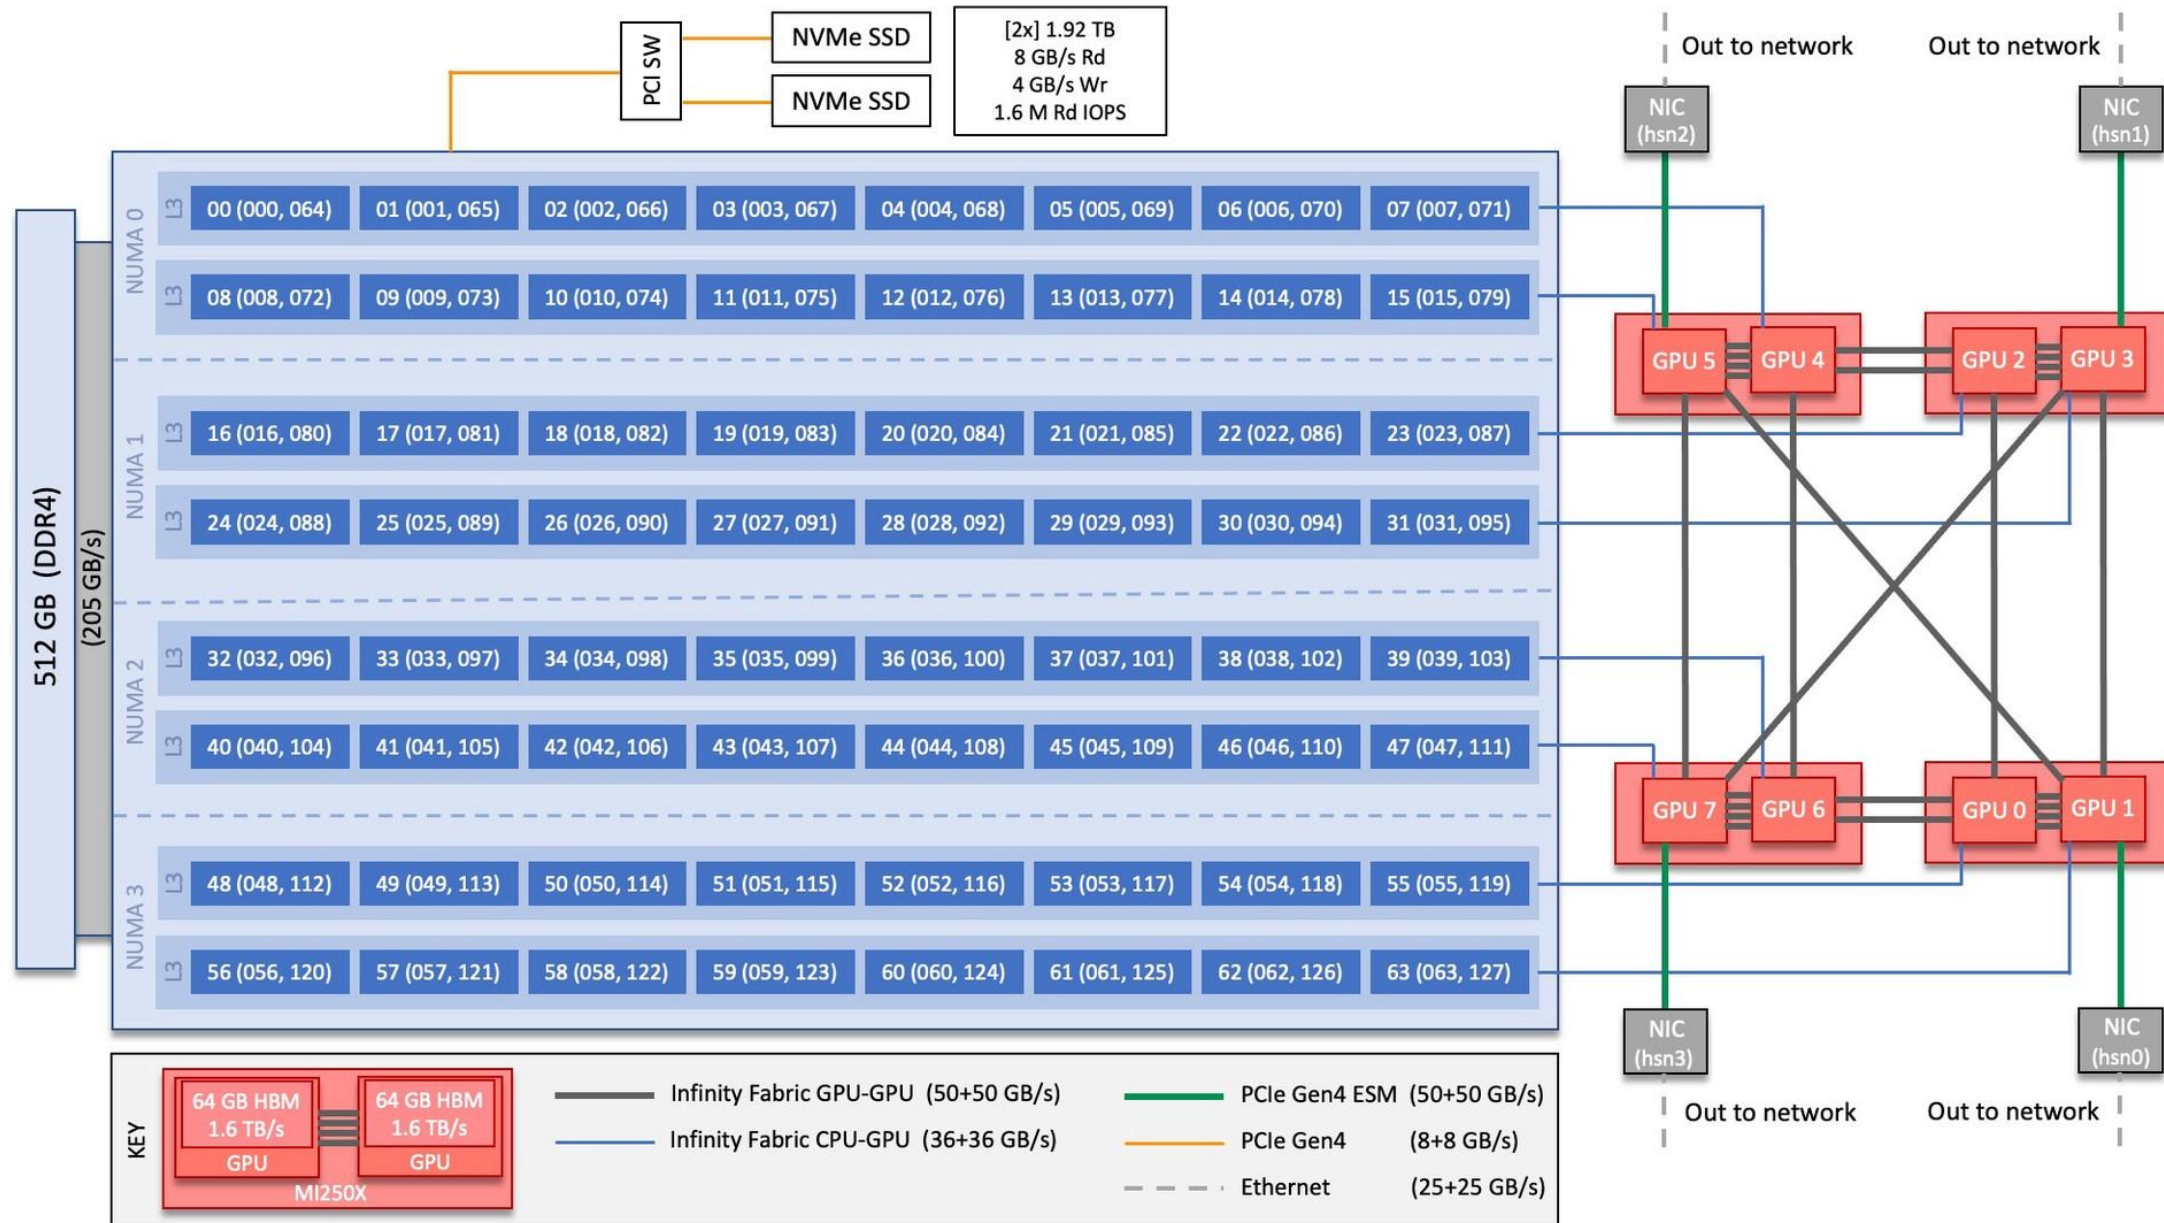 PCI SW
NVMe SSD
NVMe SSD
[2x] 1.92 TB
8 GB/s Rd
4 GB/s Wr
1.6 M Rd IOPS
Out to network
Out to network
NIC
(hsn2)
NIC
(hsn1)
512 GB (DDR4)
(205 GB/s)
NUMA 0
L3
00 (000, 064) 01 (001, 065) 02 (002, 066) 03 (003, 067) 04 (004, 068) 05 (005, 069) 06 (006, 070) 07 (007, 071)
L3
08 (008, 072) 09 (009, 073) 10 (010, 074) 11 (011, 075) 12 (012, 076) 13 (013, 077) 14 (014, 078) 15 (015, 079)
NUMA 1
L3
16 (016, 080) 17 (017, 081) 18 (018, 082) 19 (019, 083) 20 (020, 084) 21 (021, 085) 22 (022, 086) 23 (023, 087)
L3
24 (024, 088) 25 (025, 089) 26 (026, 090) 27 (027, 091) 28 (028, 092) 29 (029, 093) 30 (030, 094) 31 (031, 095)
NUMA 2
L3
32 (032, 096) 33 (033, 097) 34 (034, 098) 35 (035, 099) 36 (036, 100) 37 (037, 101) 38 (038, 102) 39 (039, 103)
L3
40 (040, 104) 41 (041, 105) 42 (042, 106) 43 (043, 107) 44 (044, 108) 45 (045, 109) 46 (046, 110) 47 (047, 111)
NUMA 3
L3
48 (048, 112) 49 (049, 113) 50 (050, 114) 51 (051, 115) 52 (052, 116) 53 (053, 117) 54 (054, 118) 55 (055, 119)
L3
56 (056, 120) 57 (057, 121) 58 (058, 122) 59 (059, 123) 60 (060, 124) 61 (061, 125) 62 (062, 126) 63 (063, 127)
GPU 5 GPU 4 GPU 2 GPU 3
GPU 7 GPU 6 GPU 0 GPU 1
NIC
(hsn3)
NIC
(hsn0)
Out to network
Out to network
KEY
64 GB HBM
1.6 TB/s
GPU
64 GB HBM
1.6 TB/s
GPU
MI250X
Infinity Fabric GPU-GPU (50+50 GB/s)
Infinity Fabric CPU-GPU (36+36 GB/s)
PCIe Gen4 ESM (50+50 GB/s)
PCIe Gen4 (8+8 GB/s)
Ethernet (25+25 GB/s)